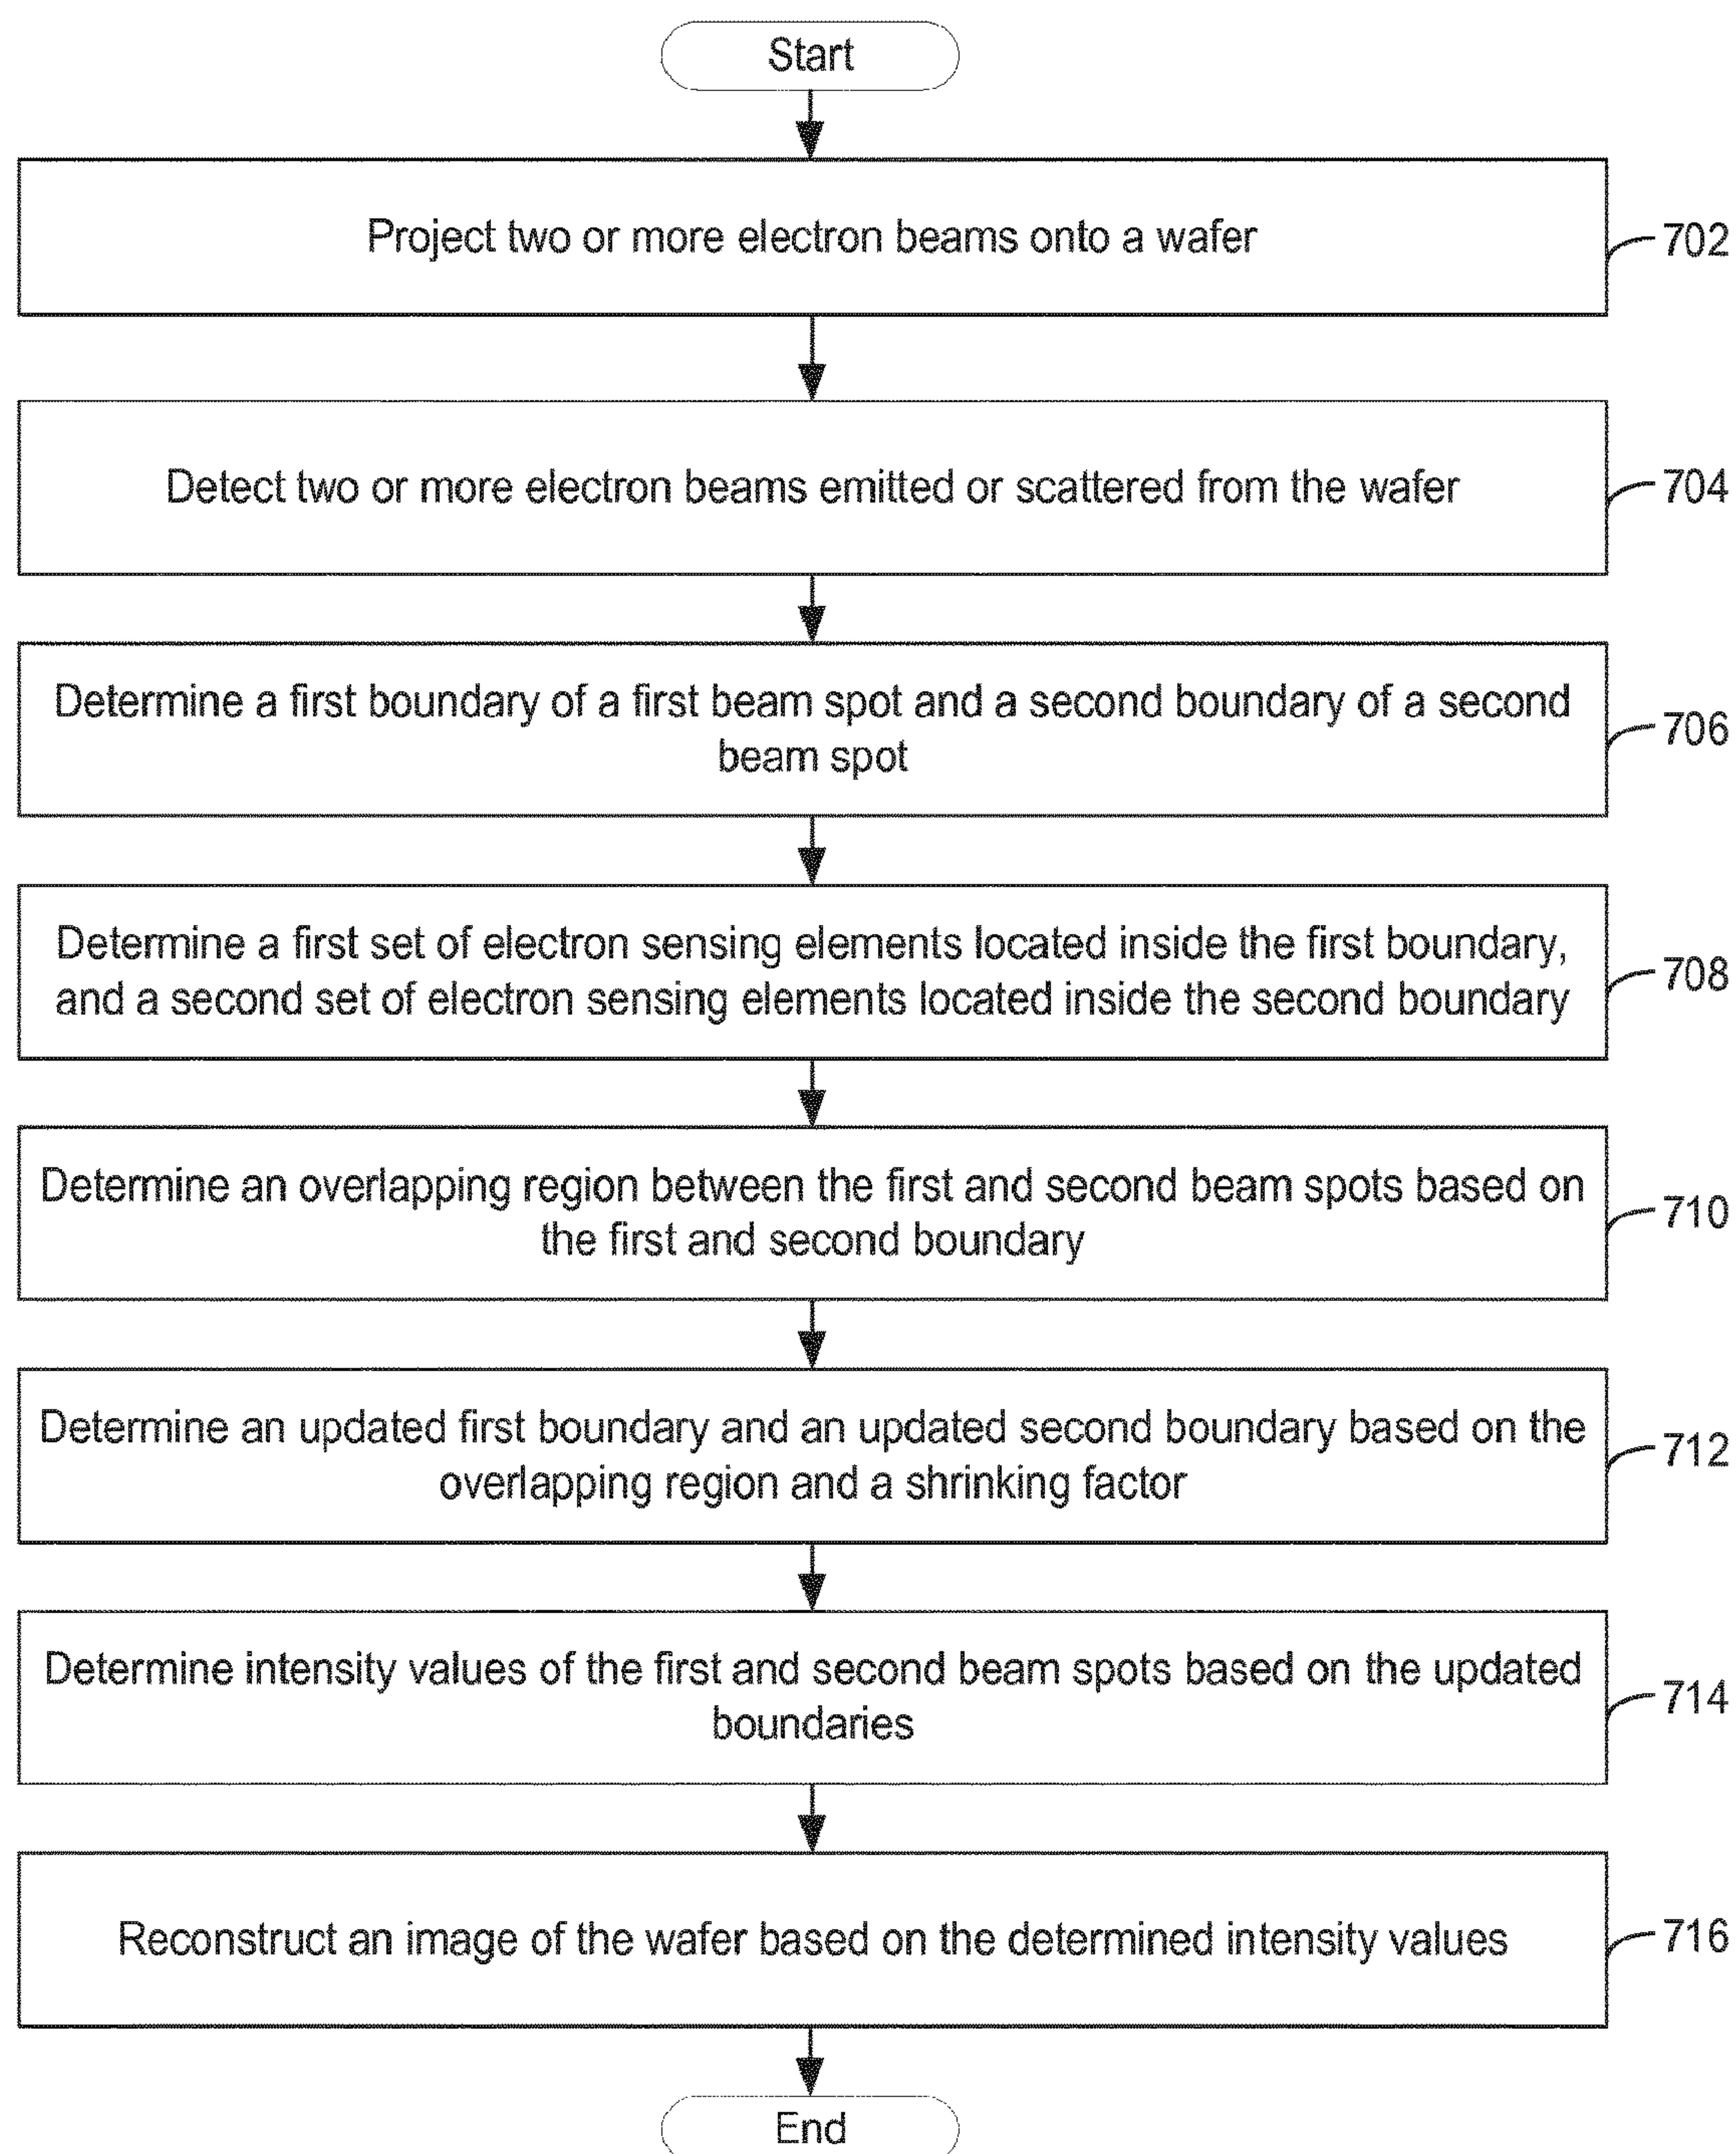 Start
Project two or more electron beams onto a wafer
702
Detect two or more electron beams emitted or scattered from the wafer
704
Determine a first boundary of a first beam spot and a second boundary of a second
beam spot
706
Determine a first set of electron sensing elements located inside the first boundary,
and a second set of electron sensing elements located inside the second boundary
708
Determine an overlapping region between the first and second beam spots based on
the first and second boundary
710
Determine an updated first boundary and an updated second boundary based on the
overlapping region and a shrinking factor
712
Determine intensity values of the first and second beam spots based on the updated
boundaries
714
Reconstruct an image of the wafer based on the determined intensity values
716
End